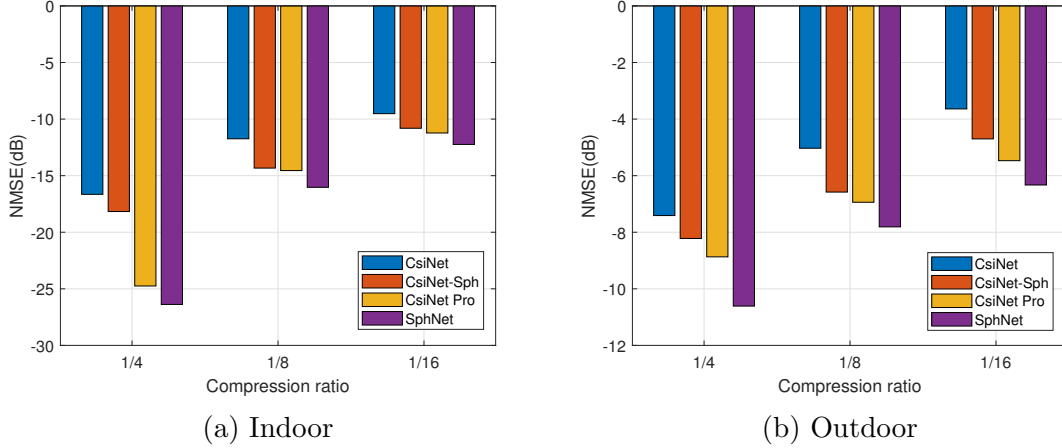 0
-5
-10
-15
-20
-25
-30
NMSE(dB)
1/4
1/8
1/16
Compression ratio
CsiNet
CsiNet-Sph
CsiNet Pro
SphNet
(a) Indoor
0
-2
-4
-6
-8
-10
-12
NMSE(dB)
1/4
1/8
1/16
Compression ratio
CsiNet
CsiNet-Sph
CsiNet Pro
SphNet
(b) Outdoor